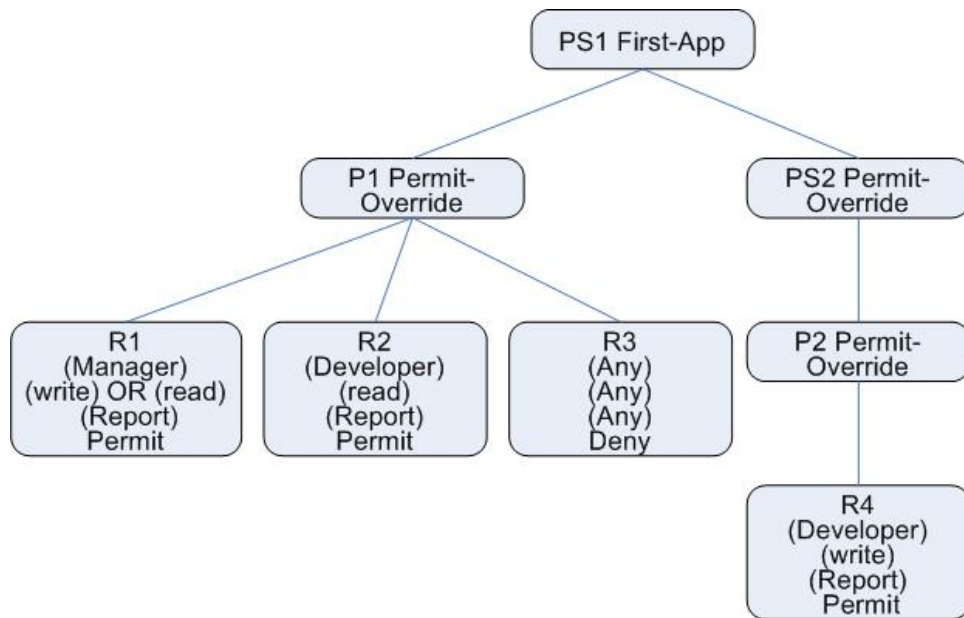 PS1 First-App
P1 Permit-
Override
PS2 Permit-
Override
R1
(Manager)
(write) OR (read)
(Report)
Permit
R2
(Developer)
(read)
(Report)
Permit
R3
(Any)
(Any)
(Any)
Deny
P2 Permit-
Override
R4
(Developer)
(write)
(Report)
Permit